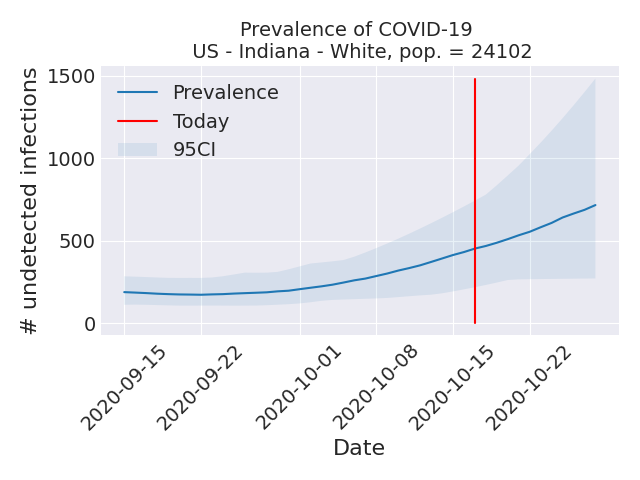 Prevalence of COVID-19
US - Indiana - White, pop. = 24102
# undetected infections
1500
1000
500
0
Prevalence
Today
95CI
2020-09-15
2020-09-22
2020-10-01
2020-10-08
2020-10-15
2020-10-22
Date